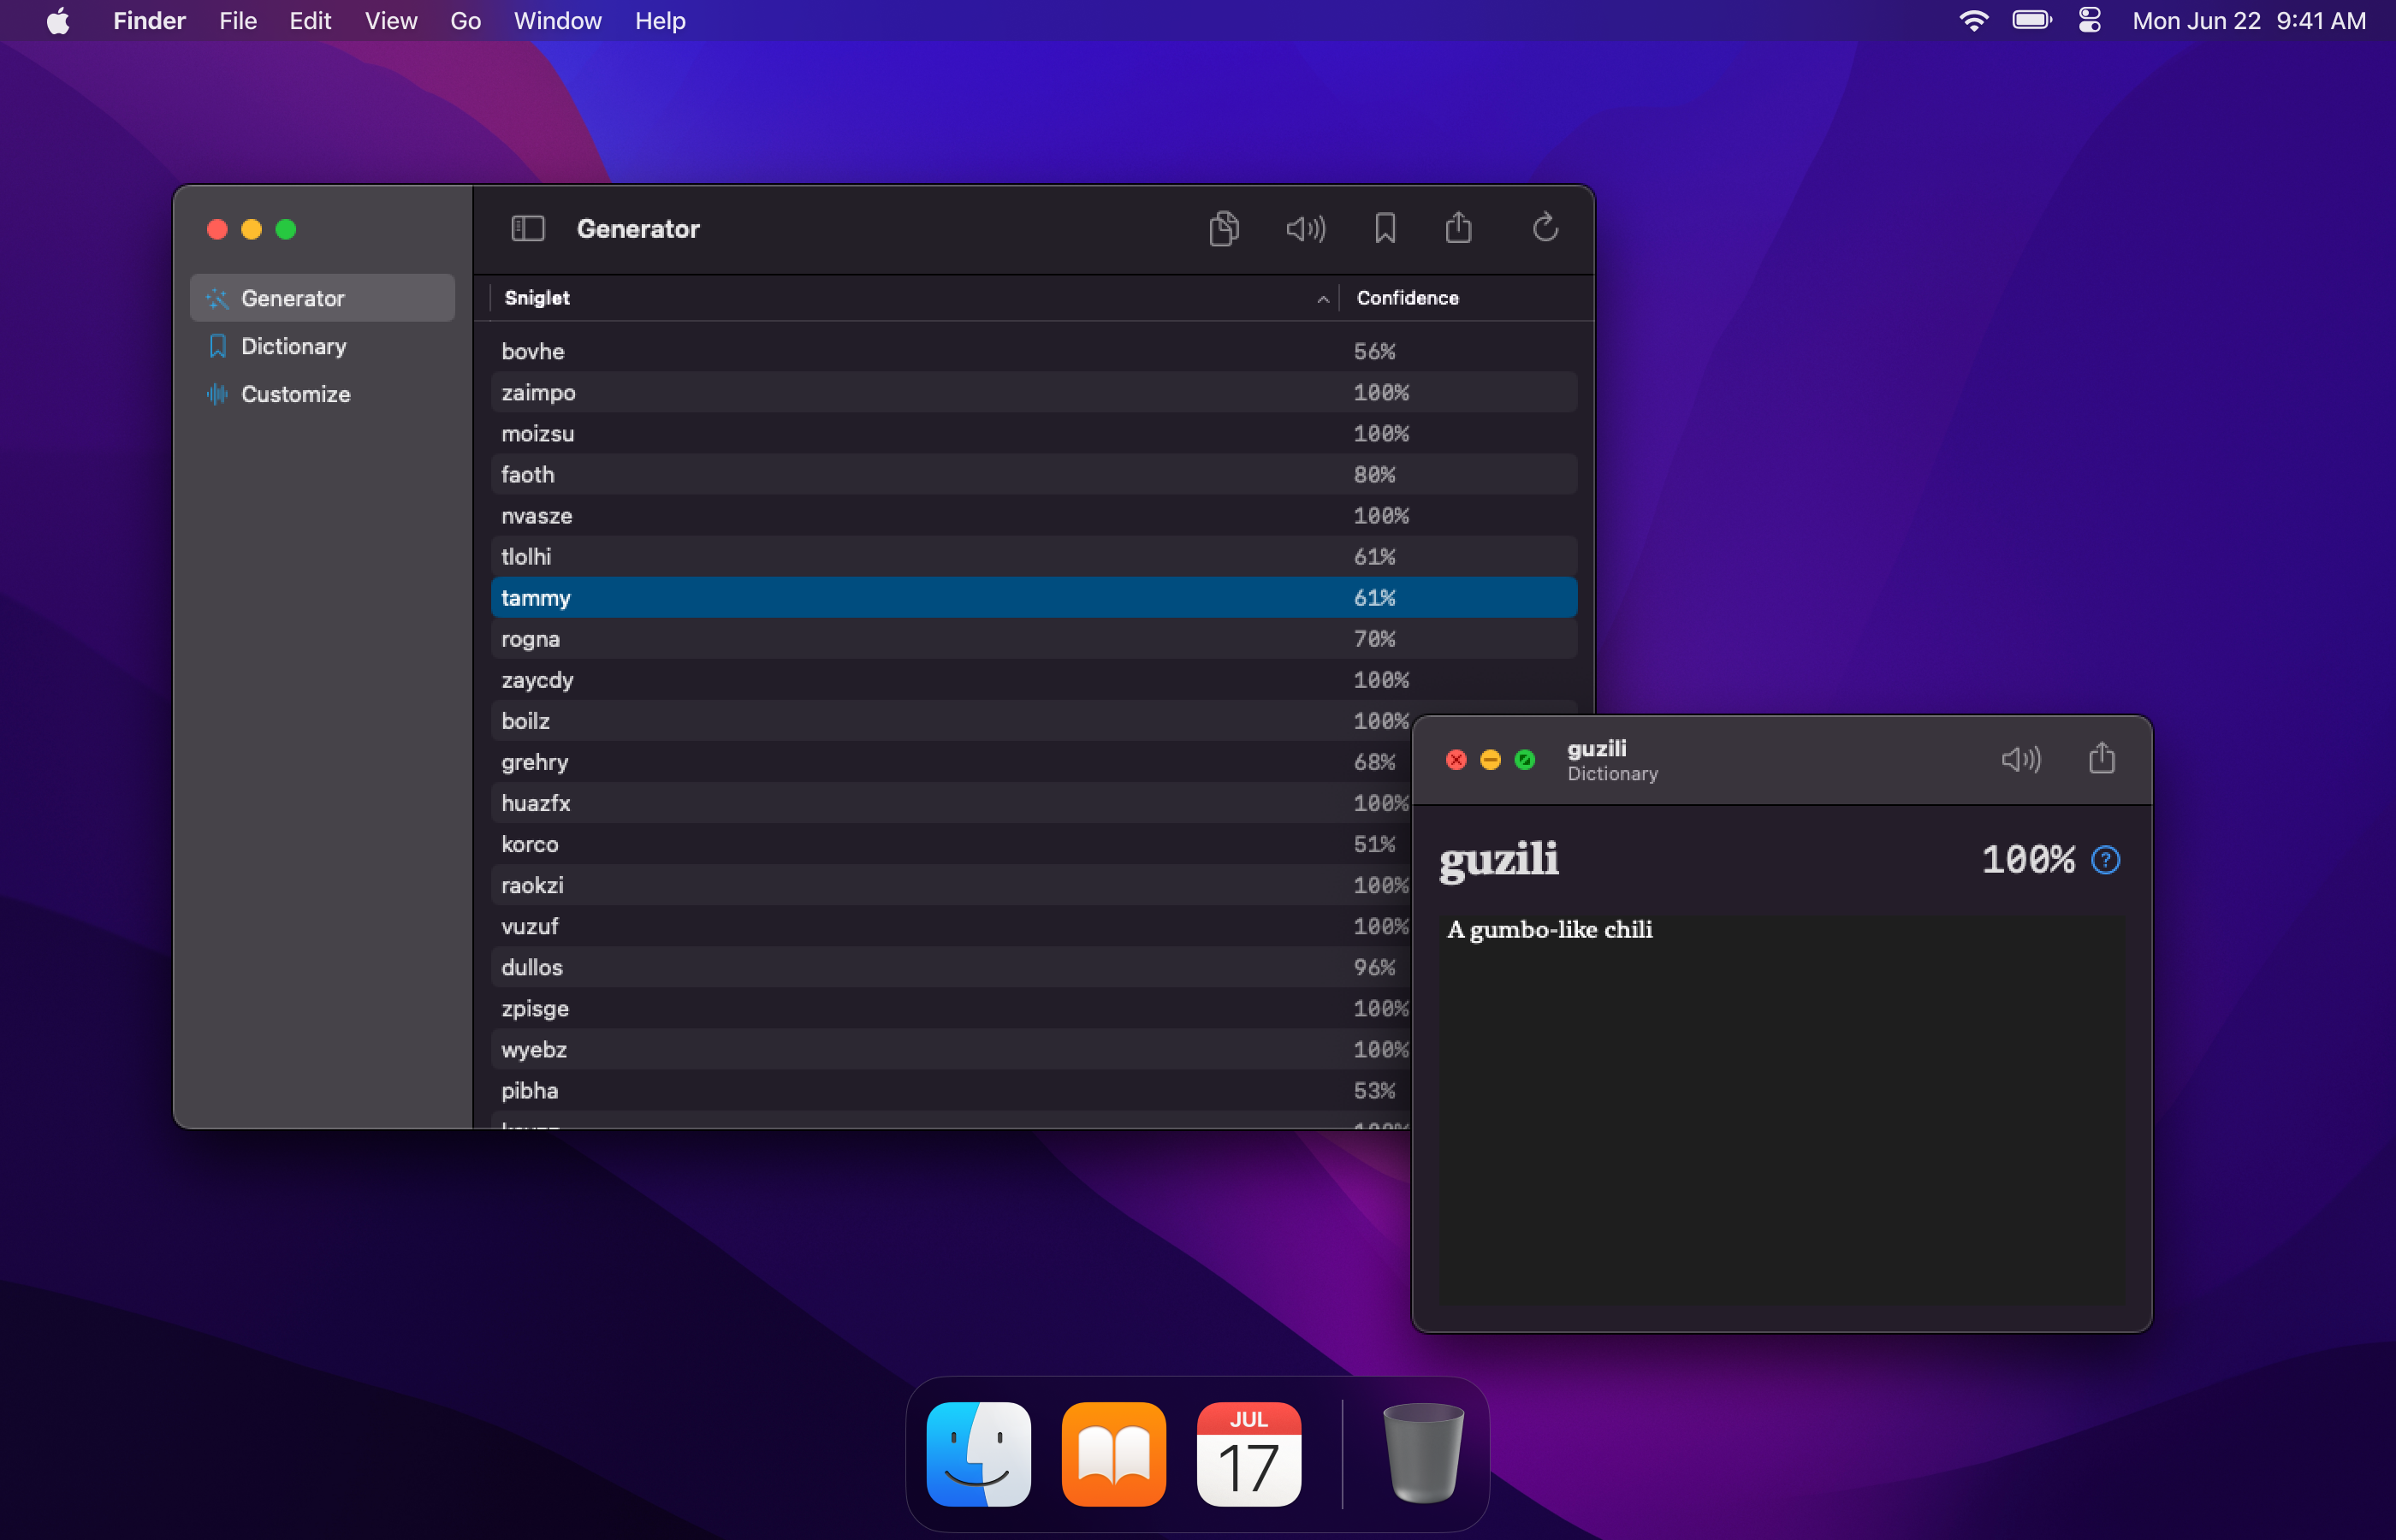 Finder File Edit View Go Window Help Mon Jun 22 9:41 AM
Generator
Generator
Dictionary
Customize
Sniglet Confidence
bovhe 56%
zaimpo 100%
moizsu 100%
faoth 80%
nvasze 100%
tlolhi 61%
tammy 61%
rogna 70%
zaycdy 100%
boilz 100%
grehry 68%
huazfx 100%
korco 51%
raokzi 100%
vuzuf 100%
dullos 96%
zpisge 100%
wyebz 100%
pibha 53%
100%
guzili
Dictionary
guzili 100% ?
A gumbo-like chili
JUL
17